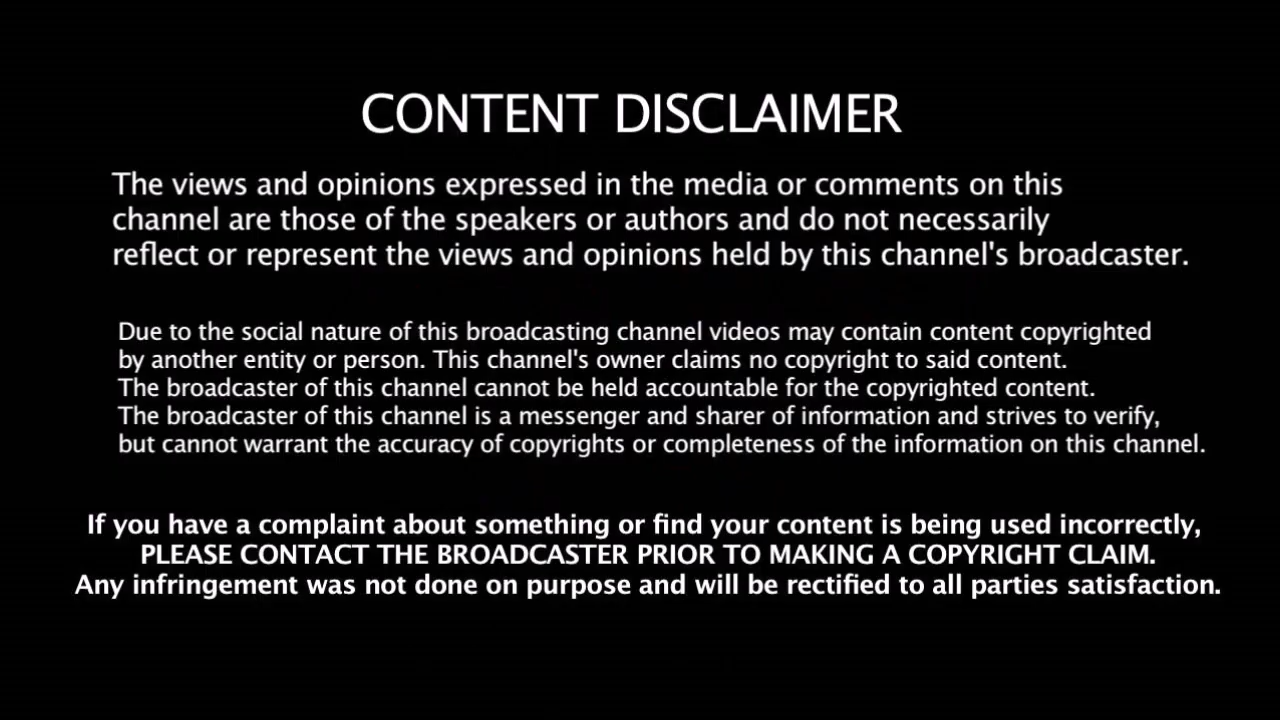 CONTENT DISCLAIMER
The views and opinions expressed in the media or comments on this
channel are those of the speakers or authors and do not necessarily
reflect or represent the views and opinions held by this channel's broadcaster.
Due to the social nature of this broadcasting channel videos may contain content copyrighted
by another entity or person. This channel's owner claims no copyright to said content.
The broadcaster of this channel cannot be held accountable for the copyrighted content.
The broadcaster of this channel is a messenger and sharer of information and strives to verify,
but cannot warrant the accuracy of copyrights or completeness of the information on this channel.
If you have a complaint about something or find your content is being used incorrectly,
PLEASE CONTACT THE BROADCASTER PRIOR TO MAKING A COPYRIGHT CLAIM.
Any infringement was not done on purpose and will be rectified to all parties satisfaction.